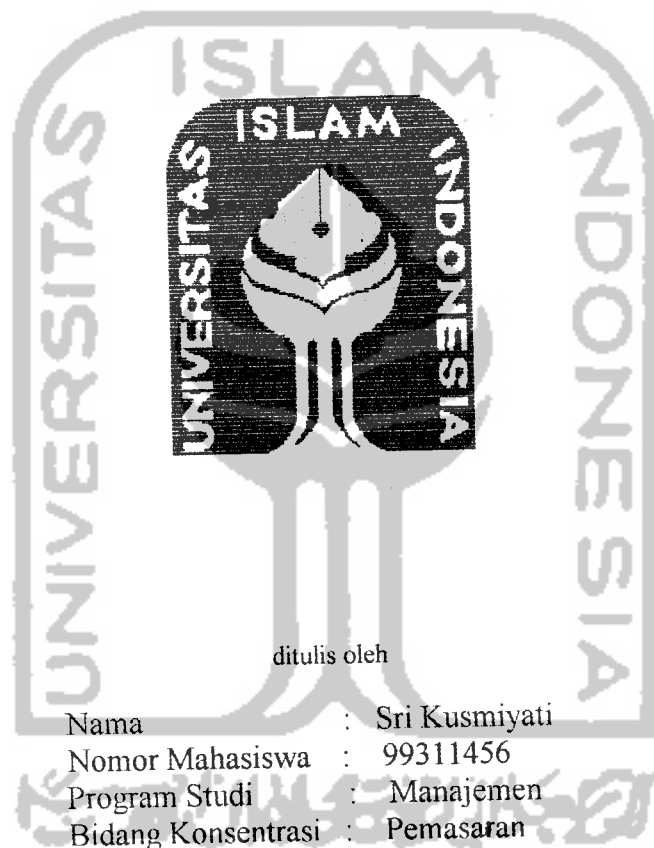 UNIVERSITAS ISLAM INDONESIA
UNIVERSITAS ISLAM INDONESIA
ditulis oleh
Nama : Sri Kusmiyati
Nomor Mahasiswa : 99311456
Program Studi : Manajemen
Bidang Konsentrasi : Pemasaran